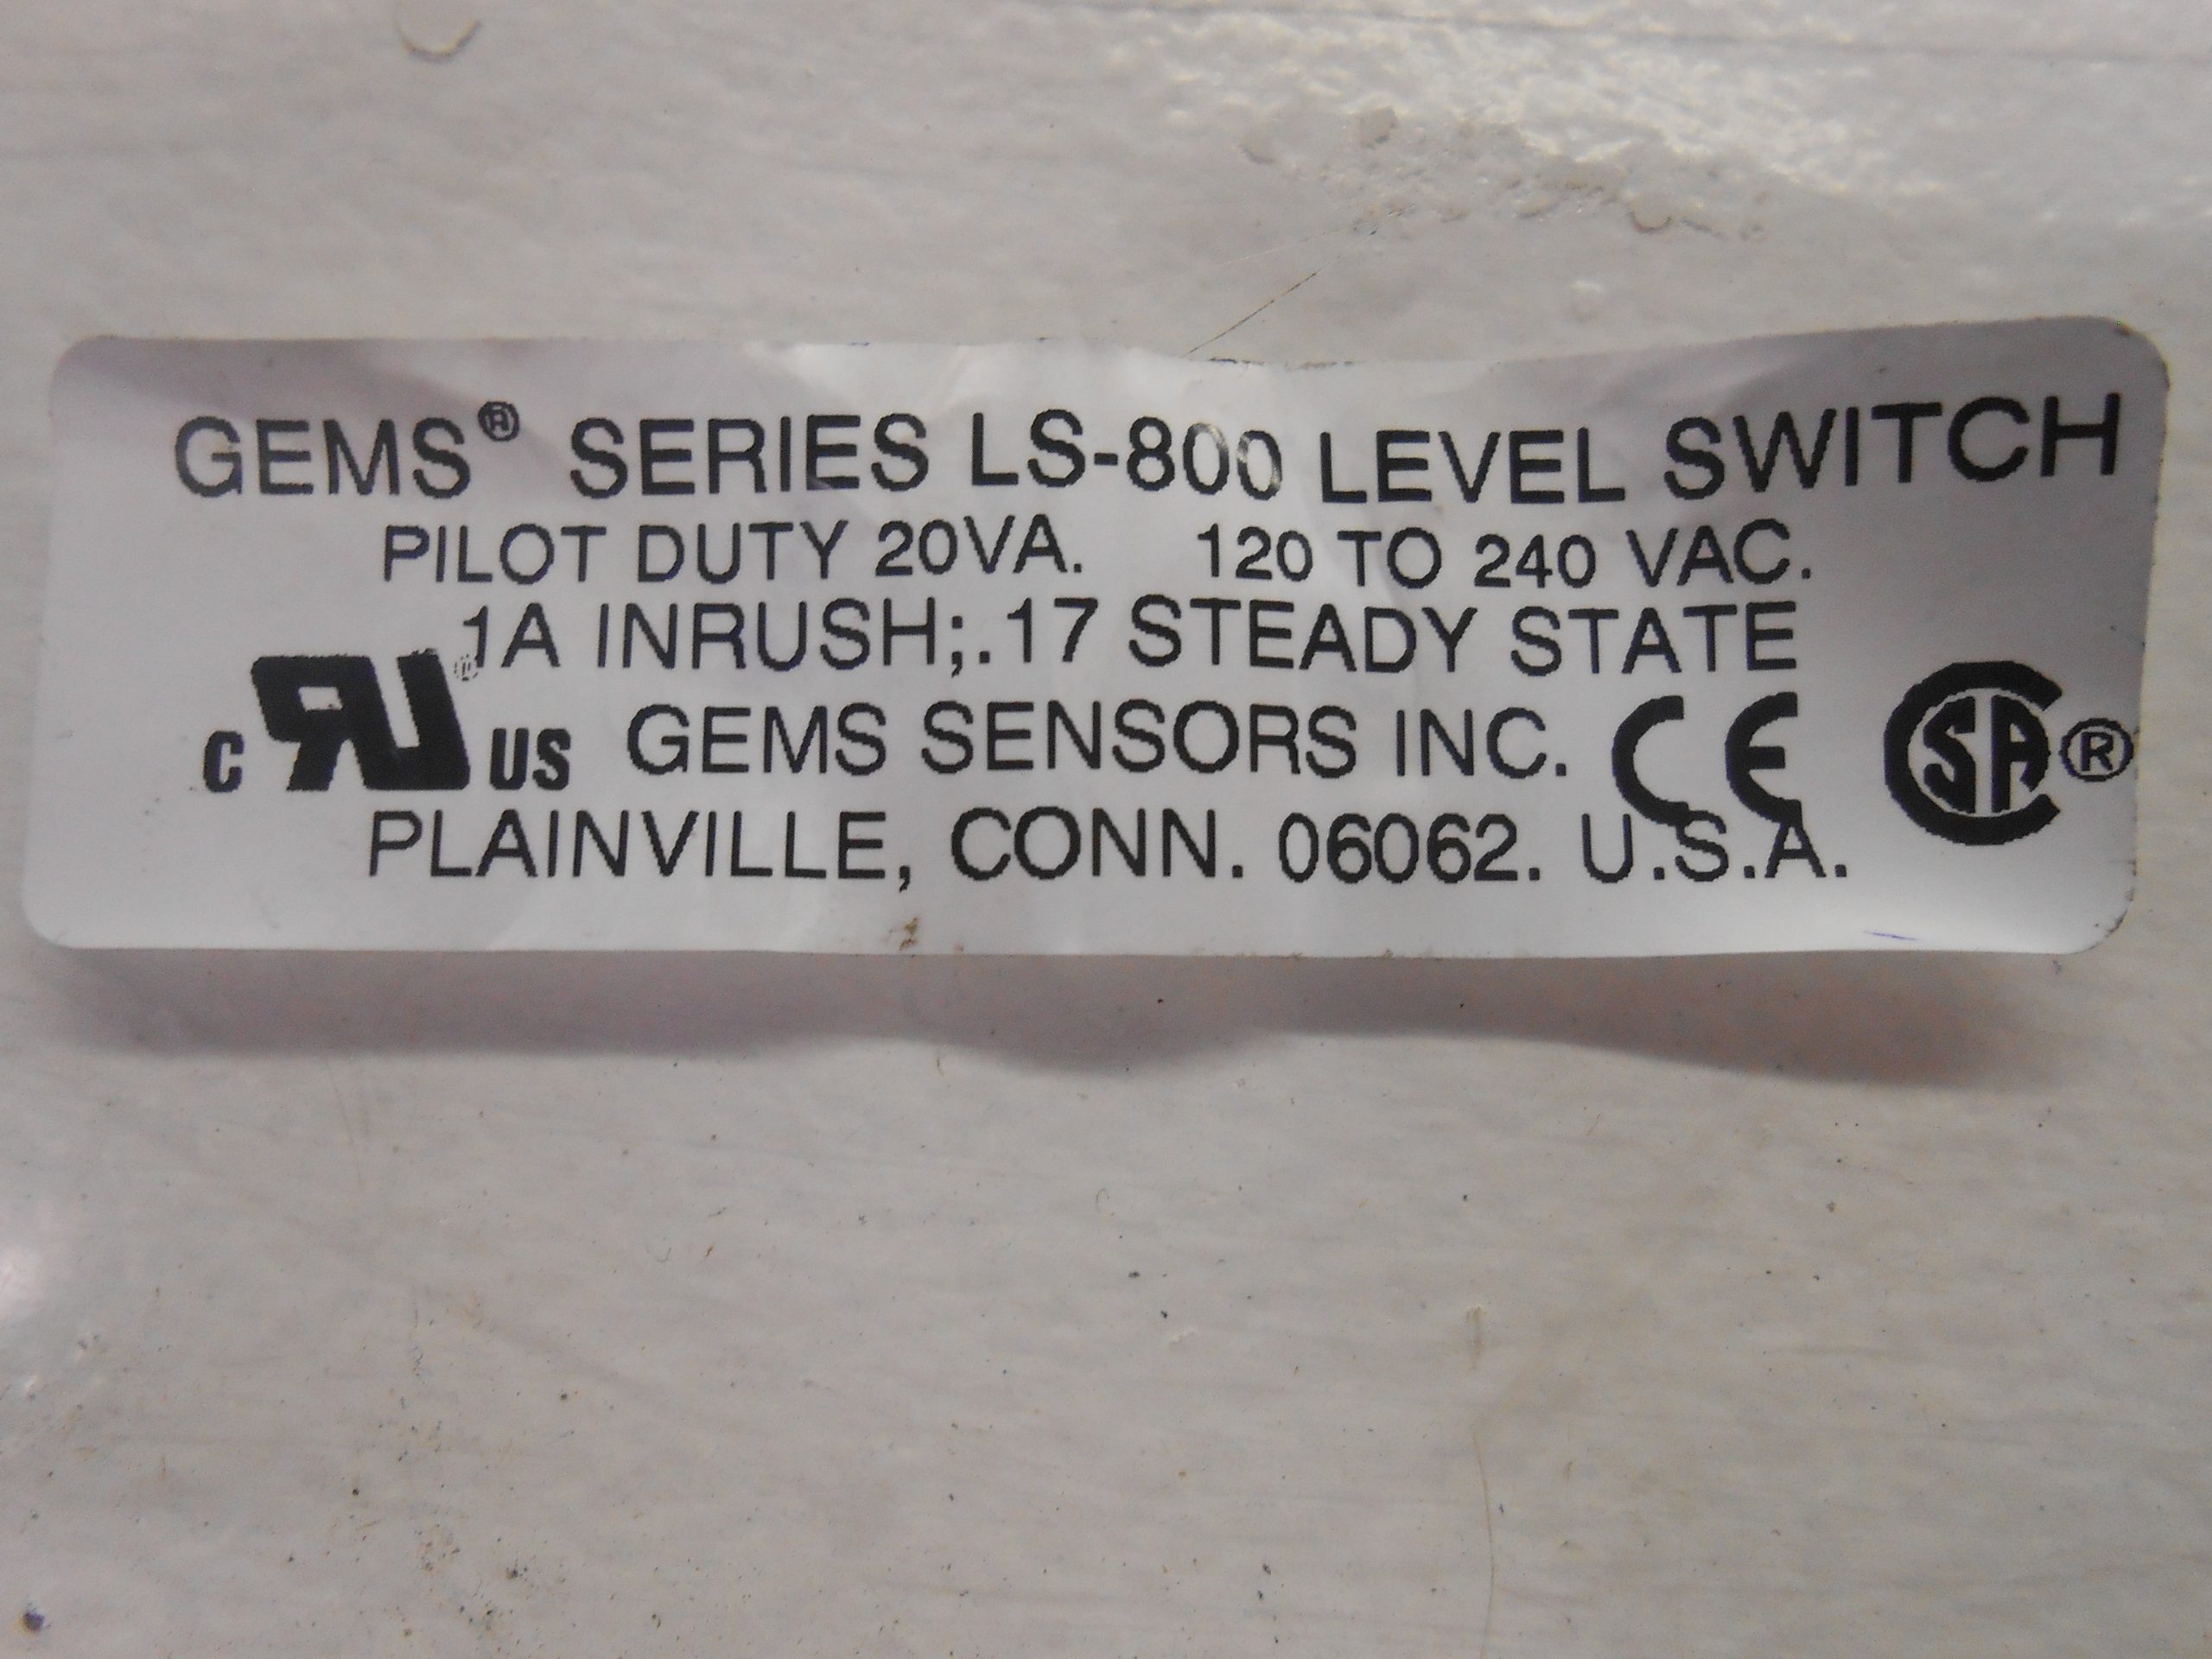 GEMS® SERIES LS-800 LEVEL SWITCH
PILOT DUTY 20VA. 120 TO 240 VAC.
1A INRUSH;.17 STEADY STATE
c RU ® US GEMS SENSORS INC. CE SA ®
PLAINVILLE, CONN. 06062. U.S.A.